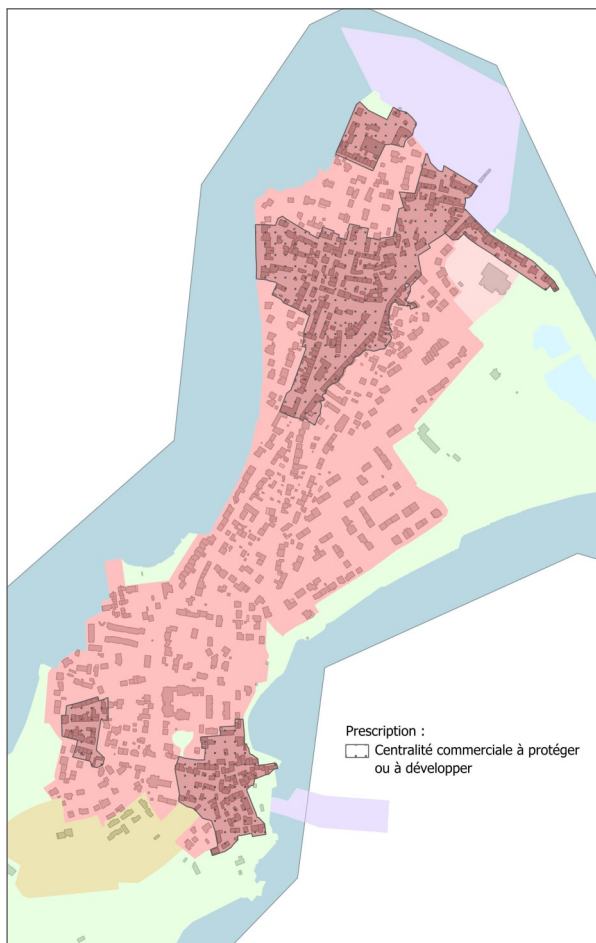 Prescription :
Centralité commerciale à protéger
ou à développer